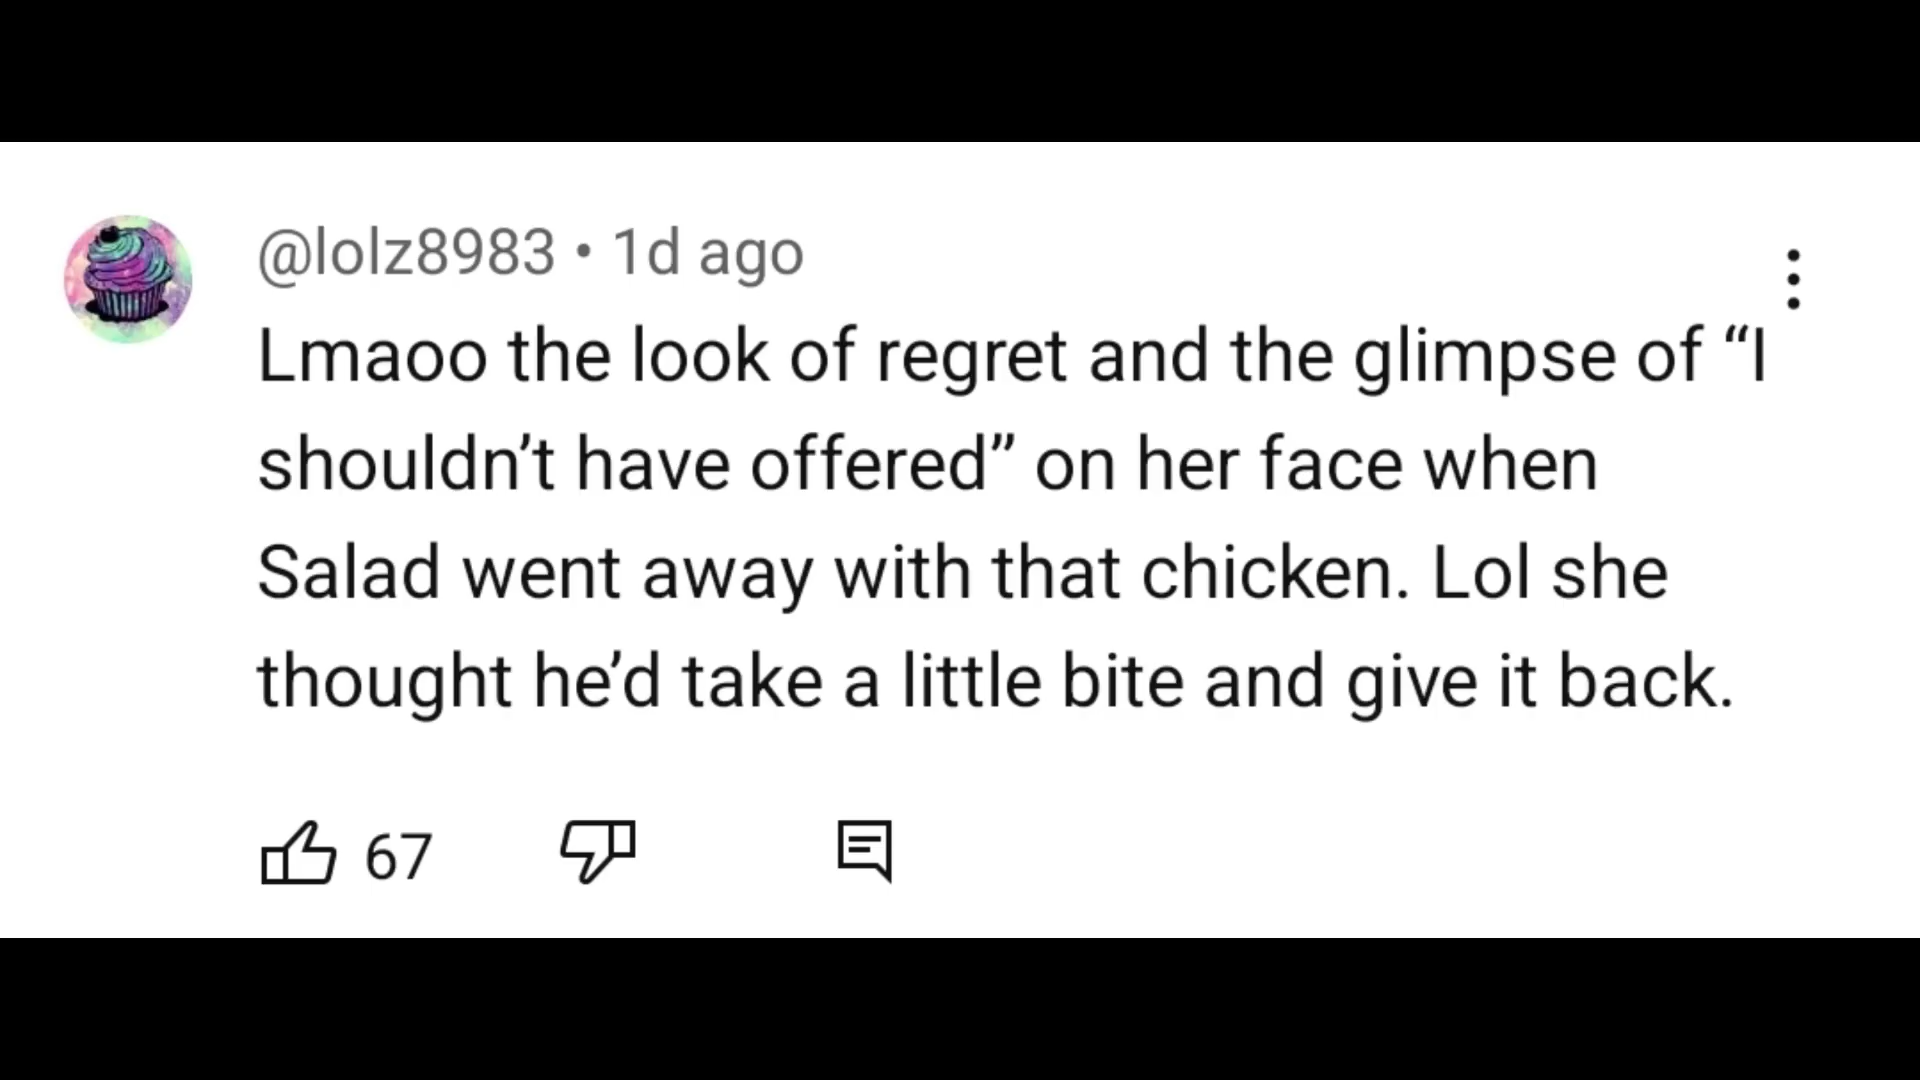 @lolz8983 • 1d ago
Lmaoo the look of regret and the glimpse of “I
shouldn’t have offered” on her face when
Salad went away with that chicken. Lol she
thought he’d take a little bite and give it back.
67